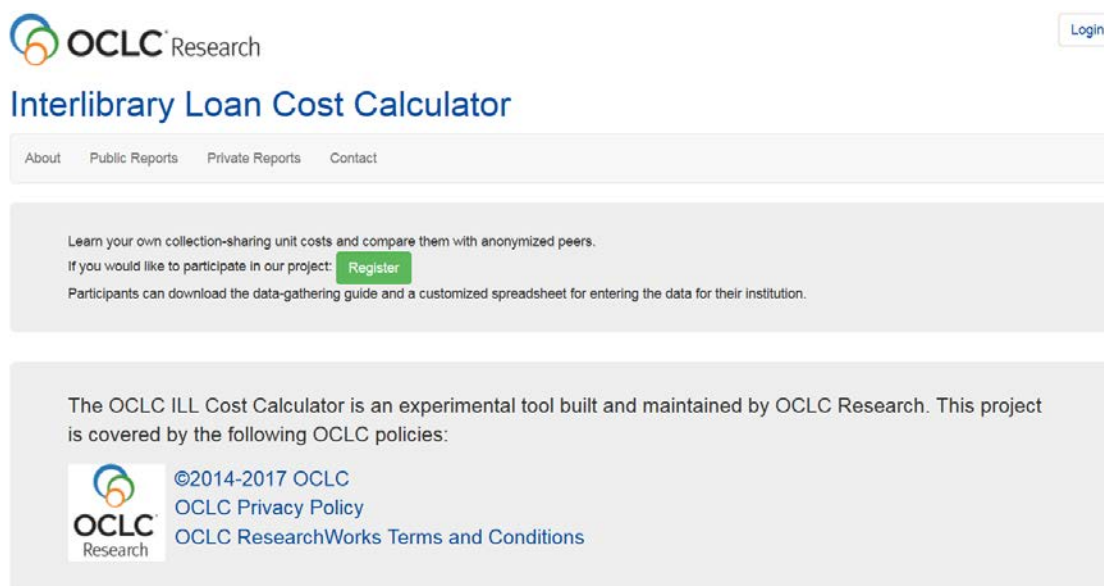 OCLC Research
Login
Interlibrary Loan Cost Calculator
About Public Reports Private Reports Contact
Learn your own collection-sharing unit costs and compare them with anonymized peers.
If you would like to participate in our project: Register
Participants can download the data-gathering guide and a customized spreadsheet for entering the data for their institution.
The OCLC ILL Cost Calculator is an experimental tool built and maintained by OCLC Research. This project
is covered by the following OCLC policies:
©2014-2017 OCLC
OCLC Privacy Policy
OCLC
Research
OCLC ResearchWorks Terms and Conditions